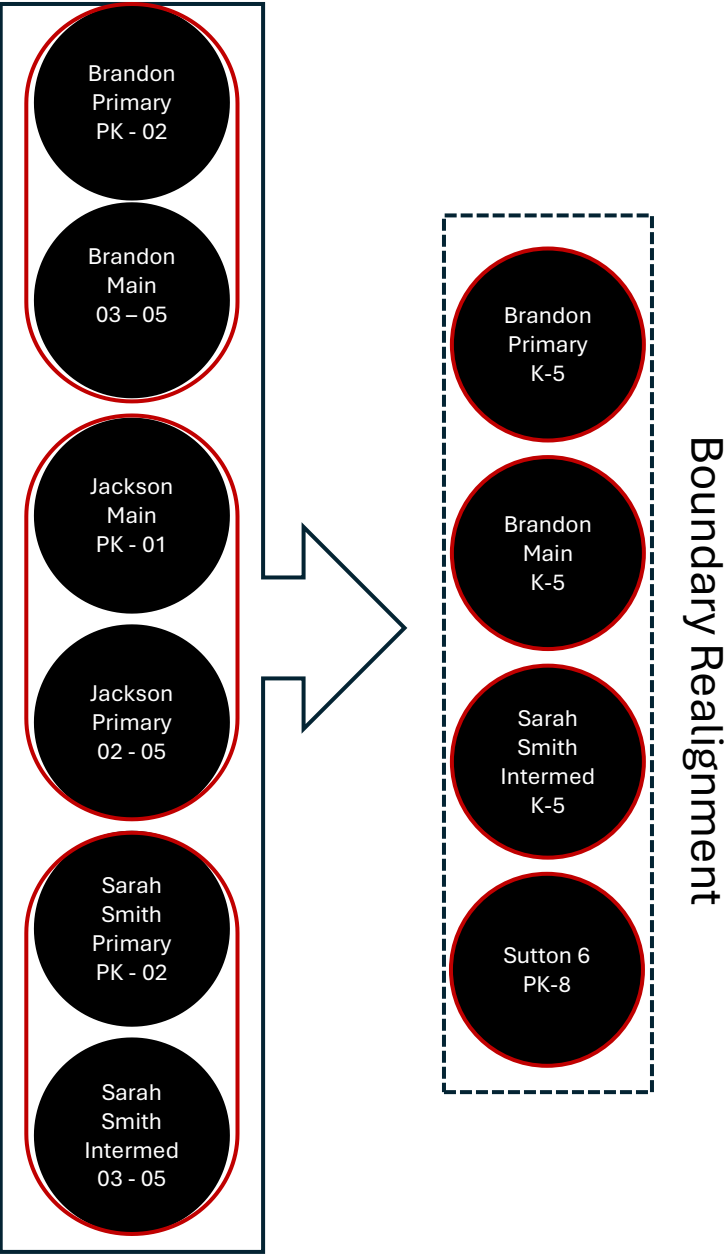 Brandon
Primary
PK - 02
Brandon
Main
03 – 05
Jackson
Main
PK - 01
Jackson
Primary
02 - 05
Sarah
Smith
Primary
PK - 02
Sarah
Smith
Intermed
03 - 05
Brandon
Primary
K-5
Brandon
Main
K-5
Sarah
Smith
Intermed
K-5
Sutton 6
PK-8
Boundary Realignment